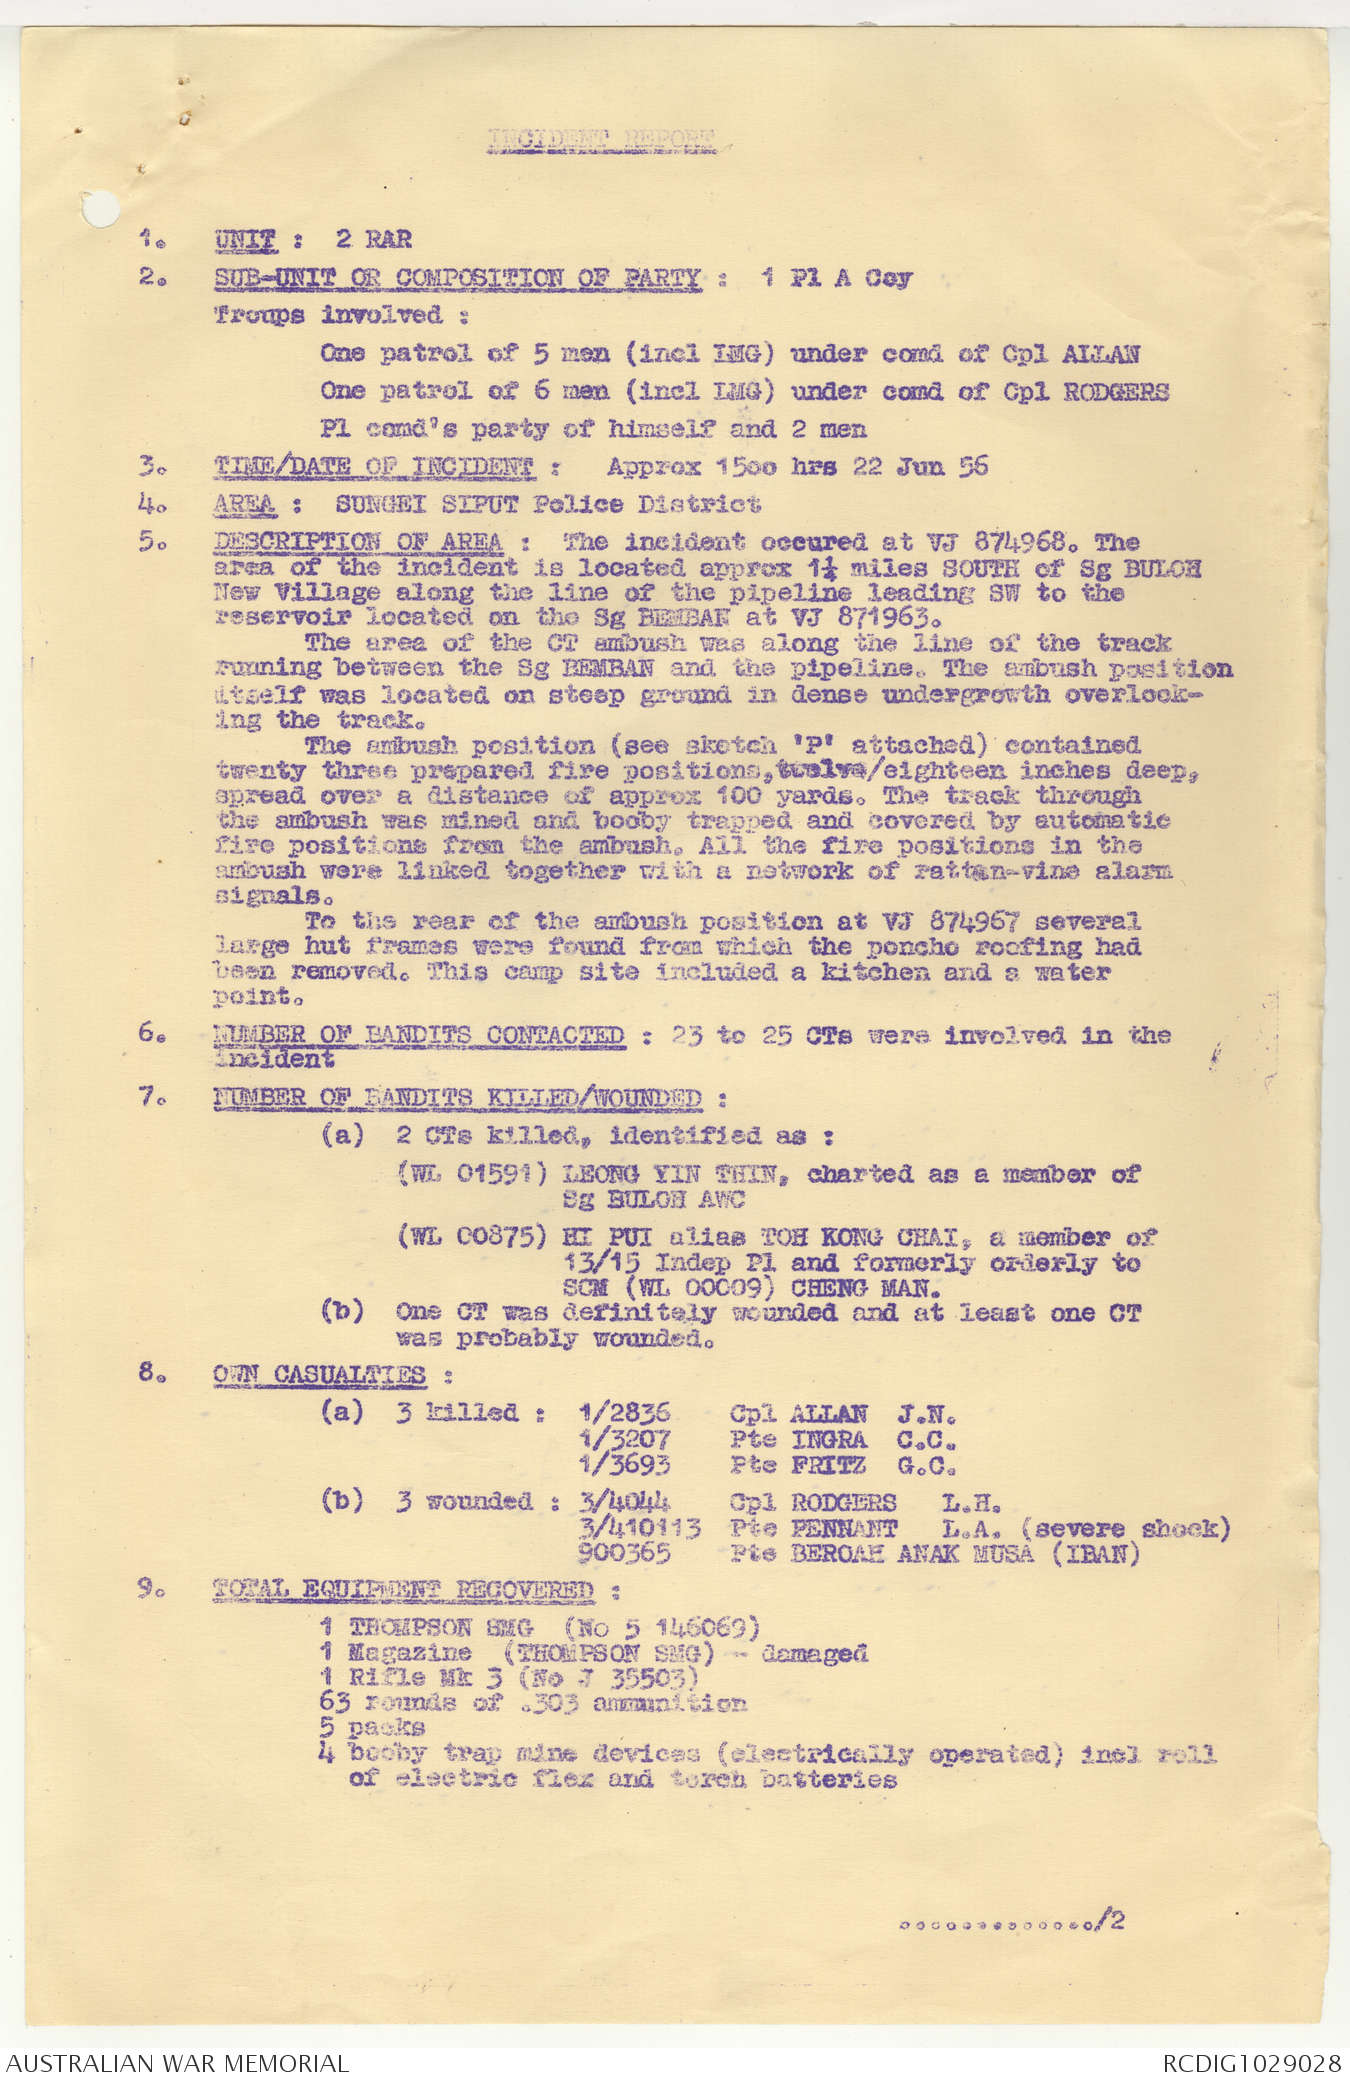 INCIDENT REPORT
1. UNIT : 2 RAR
2. SUB-UNIT OR COMPOSITION OF PARTY : 1 Pl A Coy
Troups involved :
One patrol of 5 men (incl LMG) under comd of Cpl ALLAN
One patrol of 6 men (incl LMG) under comd of Cpl RODGERS
Pl comd's party of himself and 2 men
3. TIME/DATE OF INCIDENT : Approx 15oo hrs 22 Jun 56
4. AREA : SUNGEI SIPUT Police District
5. DESCRIPTION OF AREA : The incident occured at VJ 874968. The
area of the incident is located approx 1¼ miles SOUTH of Sg BULOH
New Village along the line of the pipeline leading SW to the
reservoir located on the Sg BEMBAN at VJ 871963.
The area of the CT ambush was along the line of the track
running between the Sg BEMBAN and the pipeline. The ambush position
itself was located on steep ground in dense undergrowth overlook-
ing the track.
The ambush position (see sketch 'P' attached) contained
twenty three prepared fire positions,twelve/eighteen inches deep,
spread over a distance of approx 100 yards. The track through
the ambush was mined and booby trapped and covered by automatic
fire positions from the ambush. All the fire positions in the
ambush were linked together with a network of rattan-vine alarm
signals.
To the rear of the ambush position at VJ 874967 several
large hut frames were found from which the poncho roofing had
been removed. This camp site included a kitchen and a water
point.
6. NUMBER OF BANDITS CONTACTED : 23 to 25 CTs were involved in the
incident
7. NUMBER OF BANDITS KILLED/WOUNDED :
(a) 2 CTs killed, identified as :
(WL 01591) LEONG YIN THIN, charted as a member of
Sg BULOH AWC
(WL 00875) HI PUI alias TOH KONG CHAI, a member of
13/15 Indep Pl and formerly orderly to
SCM (WL 00009) CHENG MAN.
(b) One CT was definitely wounded and at least one CT
was probably wounded.
8. OWN CASUALTIES :
(a) 3 killed : 1/2836 Cpl ALLAN J.N.
1/3207 Pte INGRA C.C.
1/3693 Pte FRITZ G.C.
(b) 3 wounded : 3/4044 Cpl RODGERS L.H.
3/410113 Pte PENNANT L.A. (severe shock)
900365 Pte BEROAH ANAK MUSA (IBAN)
9. TOTAL EQUIPMENT RECOVERED :
1 THOMPSON SMG (No S 146069)
1 Magazine (THOMPSON SMG) - damaged
1 Rifle Mk 3 (No J 35503)
63 rounds of .303 ammunition
5 packs
4 booby trap mine devices (electrically operated) incl roll
of electric flex and torch batteries
............./2
AUSTRALIAN WAR MEMORIAL
RCDIG1029028